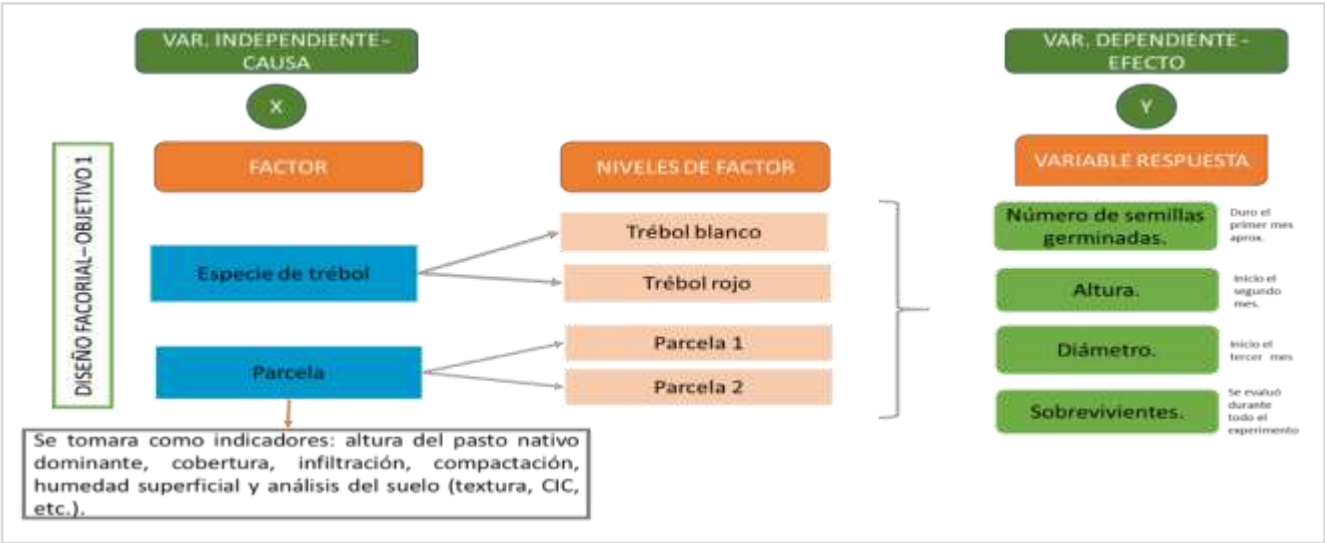 VAR. INDEPENDIENTE–
CAUSA
VAR. DEPENDIENTE –
EFECTO
X
Y
DISEÑO FACORIAL– OBJETIVO 1
FACTOR
NIVELES DE FACTOR
VARIABLE RESPUESTA
Especie de trébol
Trébol blanco
Trébol rojo
Parcela
Parcela 1
Parcela 2
Se tomara como indicadores: altura del pasto nativo
dominante, cobertura, infiltración, compactación,
humedad superficial y análisis del suelo (textura, CIC,
etc.).
Número de semillas
germinadas.
Duro el
primer mes
aprox.
Altura.
Inicio el
segundo
mes.
Diámetro.
Inicio el
tercer mes
Sobrevivientes.
Se evaluó
durante
todo el
experimento